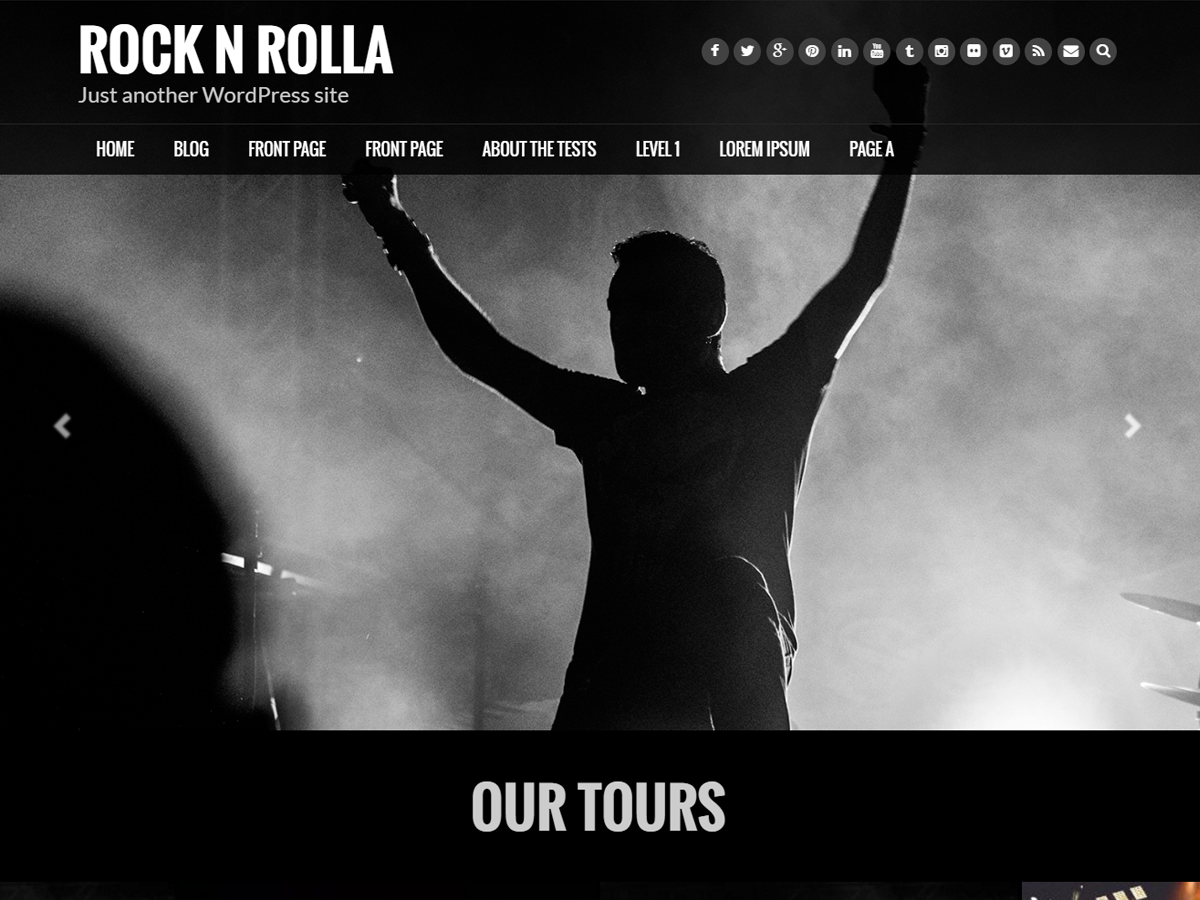 ROCK N ROLLA
Just another WordPress site
HOME BLOG FRONT PAGE FRONT PAGE ABOUT THE TESTS LEVEL 1 LOREM IPSUM PAGE A
OUR TOURS